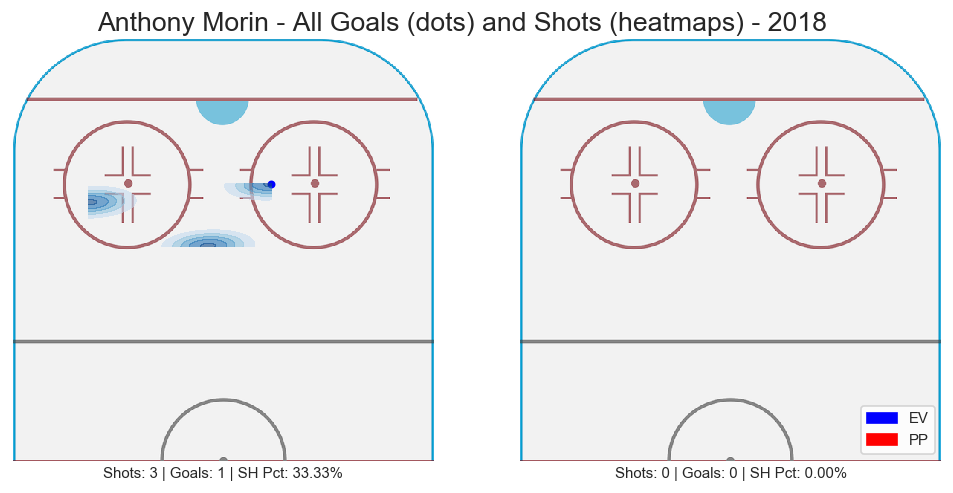 Anthony Morin - All Goals (dots) and Shots (heatmaps) - 2018
EV
PP
Shots: 3 | Goals: 1 | SH Pct: 33.33%
Shots: 0 | Goals: 0 | SH Pct: 0.00%